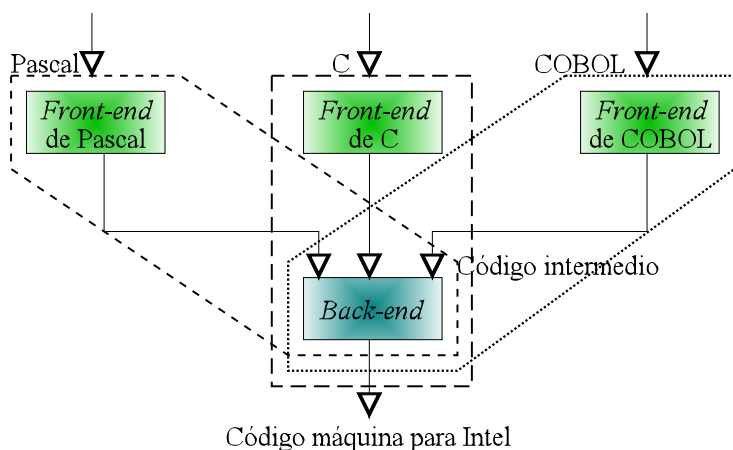 Pascal
C
COBOL
Front-end
de Pascal
Front-end
de C
Front-end
de COBOL
Código intermedio
Back-end
Código máquina para Intel